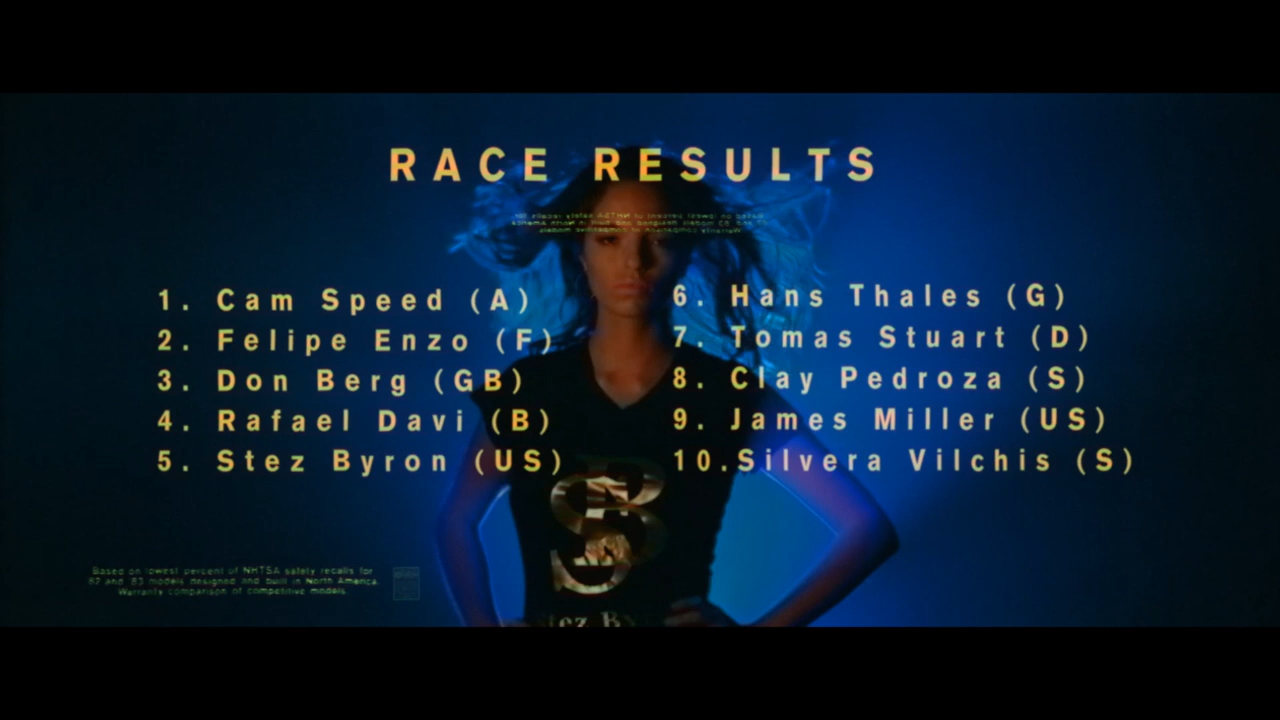 RACE RESULTS
1. Cam Speed (A)
2. Felipe Enzo (F)
3. Don Berg (GB)
4. Rafael Davi (B)
5. Stez Byron (US)
6. Hans Thales (G)
7. Tomas Stuart (D)
8. Clay Pedroza (S)
9. James Miller (US)
10.Silvera Vilchis (S)
Based on lowest percent of NHTSA safety recalls for
'82 and '83 models designed and built in North America.
Warranty comparison of competitive models.